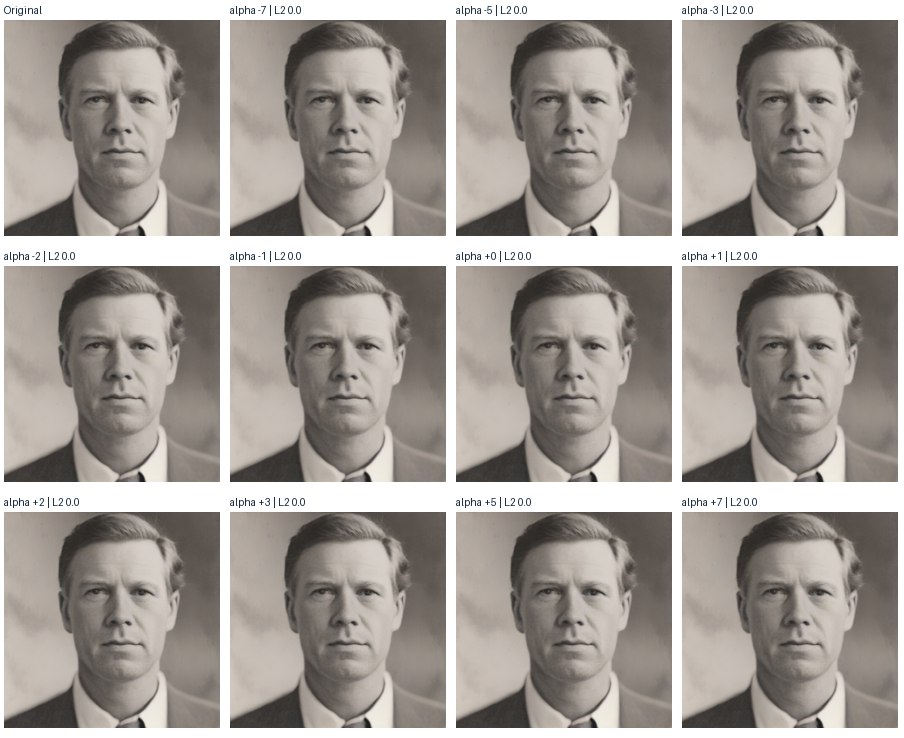 Original
alpha -7 | L2 0.0
alpha -5 | L2 0.0
alpha -3 | L2 0.0
alpha -2 | L2 0.0
alpha -1 | L2 0.0
alpha +0 | L2 0.0
alpha +1 | L2 0.0
alpha +2 | L2 0.0
alpha +3 | L2 0.0
alpha +5 | L2 0.0
alpha +7 | L2 0.0